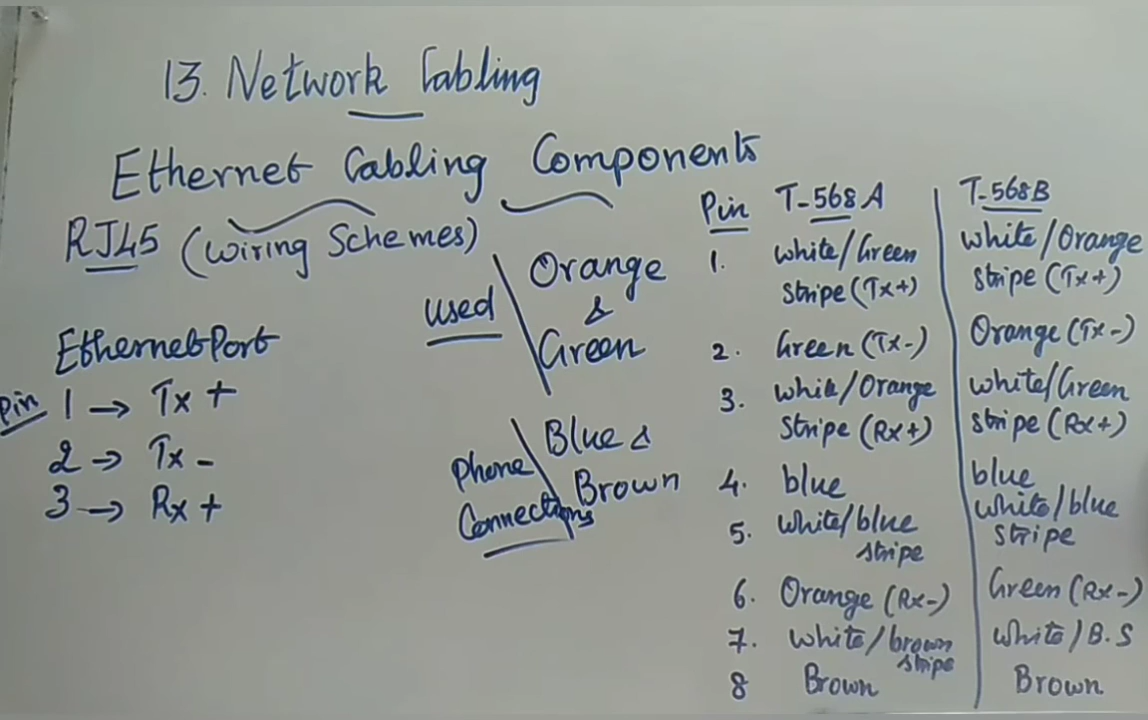 13. Network Cabling
Ethernet Cabling Components
RJ45 (wiring Schemes)
Ethernet Port
Pin 1 → Tx +
2 → Tx -
3 → Rx +
used
Orange
&
Green
Phone
Connections
Blue &
Brown
Pin T-568A T-568B
1. white/Green white/Orange
stripe (Tx+) stripe (Tx+)
2. Green (Tx-) Orange (Tx-)
3. white/Orange white/Green
stripe (Rx+) stripe (Rx+)
4. blue blue
5. white/blue white/blue
stripe stripe
6. Orange (Rx-) Green (Rx-)
7. white/brown white/B.S
stripe
8 Brown Brown